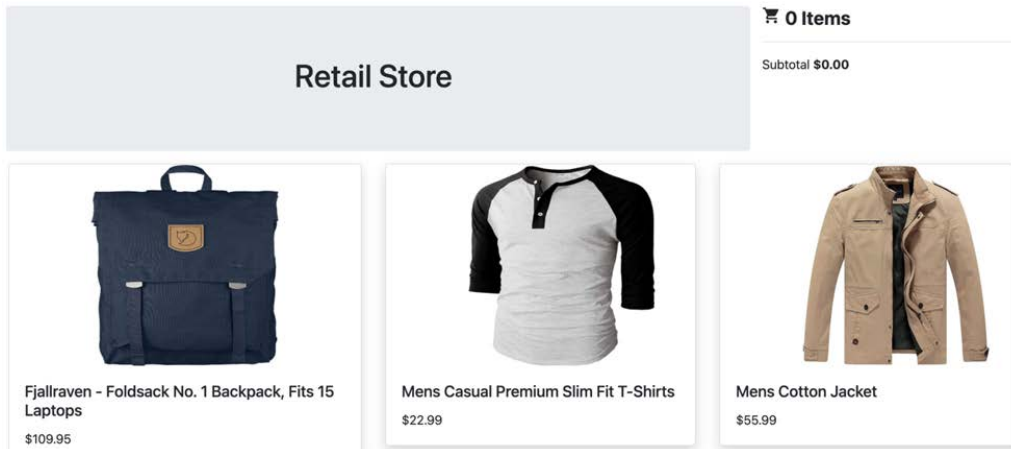 0 Items
Retail Store
Subtotal $0.00
Fjallraven - Foldsack No. 1 Backpack, Fits 15
Laptops
$109.95
Mens Casual Premium Slim Fit T-Shirts
$22.99
Mens Cotton Jacket
$55.99